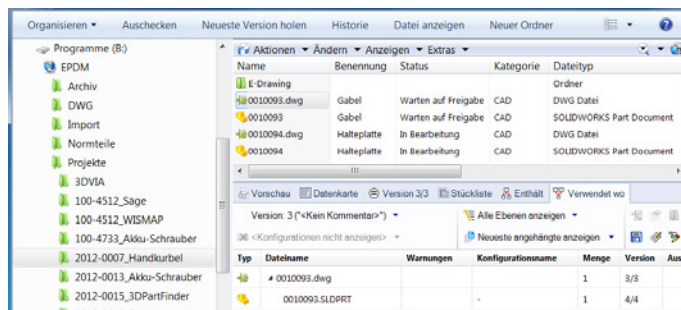 Organisieren Auschecken Neueste Version holen Historie Datei anzeigen Neuer Ordner
Programme (B:)
EPDM
Archiv
DWG
Import
Normteile
Projekte
3DVIA
100-4512_Sage
100-4512_WISMAP
100-4733_Akku-Schrauber
2012-0007_Handkurbel
2012-0013_Akku-Schrauber
2012-0015_3DPartFinder
Aktionen Ändern Anzeigen Extras
Name Benennung Status Kategorie Dateityp
E-Drawing Ordner
0010093.dwg Gabel Warten auf Freigabe CAD DWG Datei
0010093 Gabel Warten auf Freigabe CAD SOLIDWORKS Part Document
0010094.dwg Halteplatte In Bearbeitung CAD DWG Datei
0010094 Halteplatte In Bearbeitung CAD SOLIDWORKS Part Document
Vorschau Datenkarte Version 3/3 Stückliste Enthält Verwendet wo
Version: 3 ("<Kein Kommentar>") Alle Ebenen anzeigen
<Konfigurationen nicht anzeigen> Neueste angehängte anzeigen
Typ Dateiname Warnungen Konfigurationsname Menge Version Aus
0010093.dwg 1 3/3
0010093.SLDPRT - 1 4/4